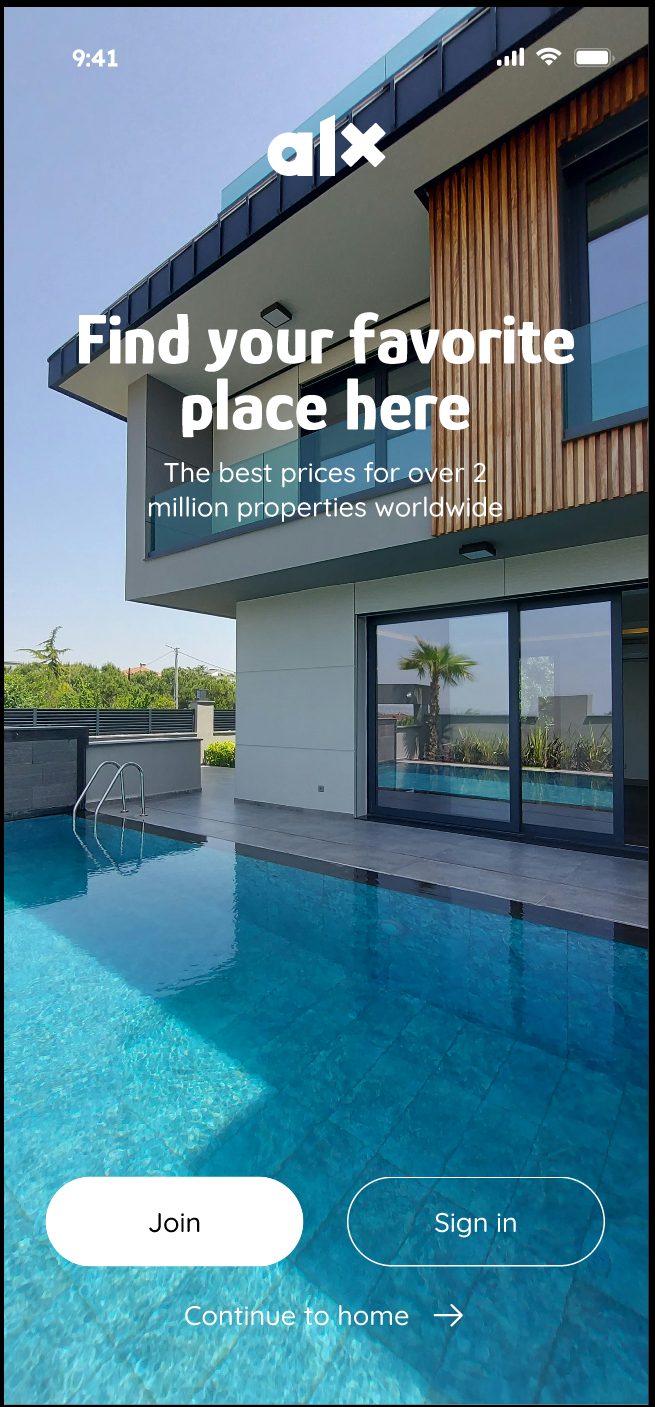 9:41
alx
Find your favorite
place here
The best prices for over 2
million properties worldwide
Join
Sign in
Continue to home